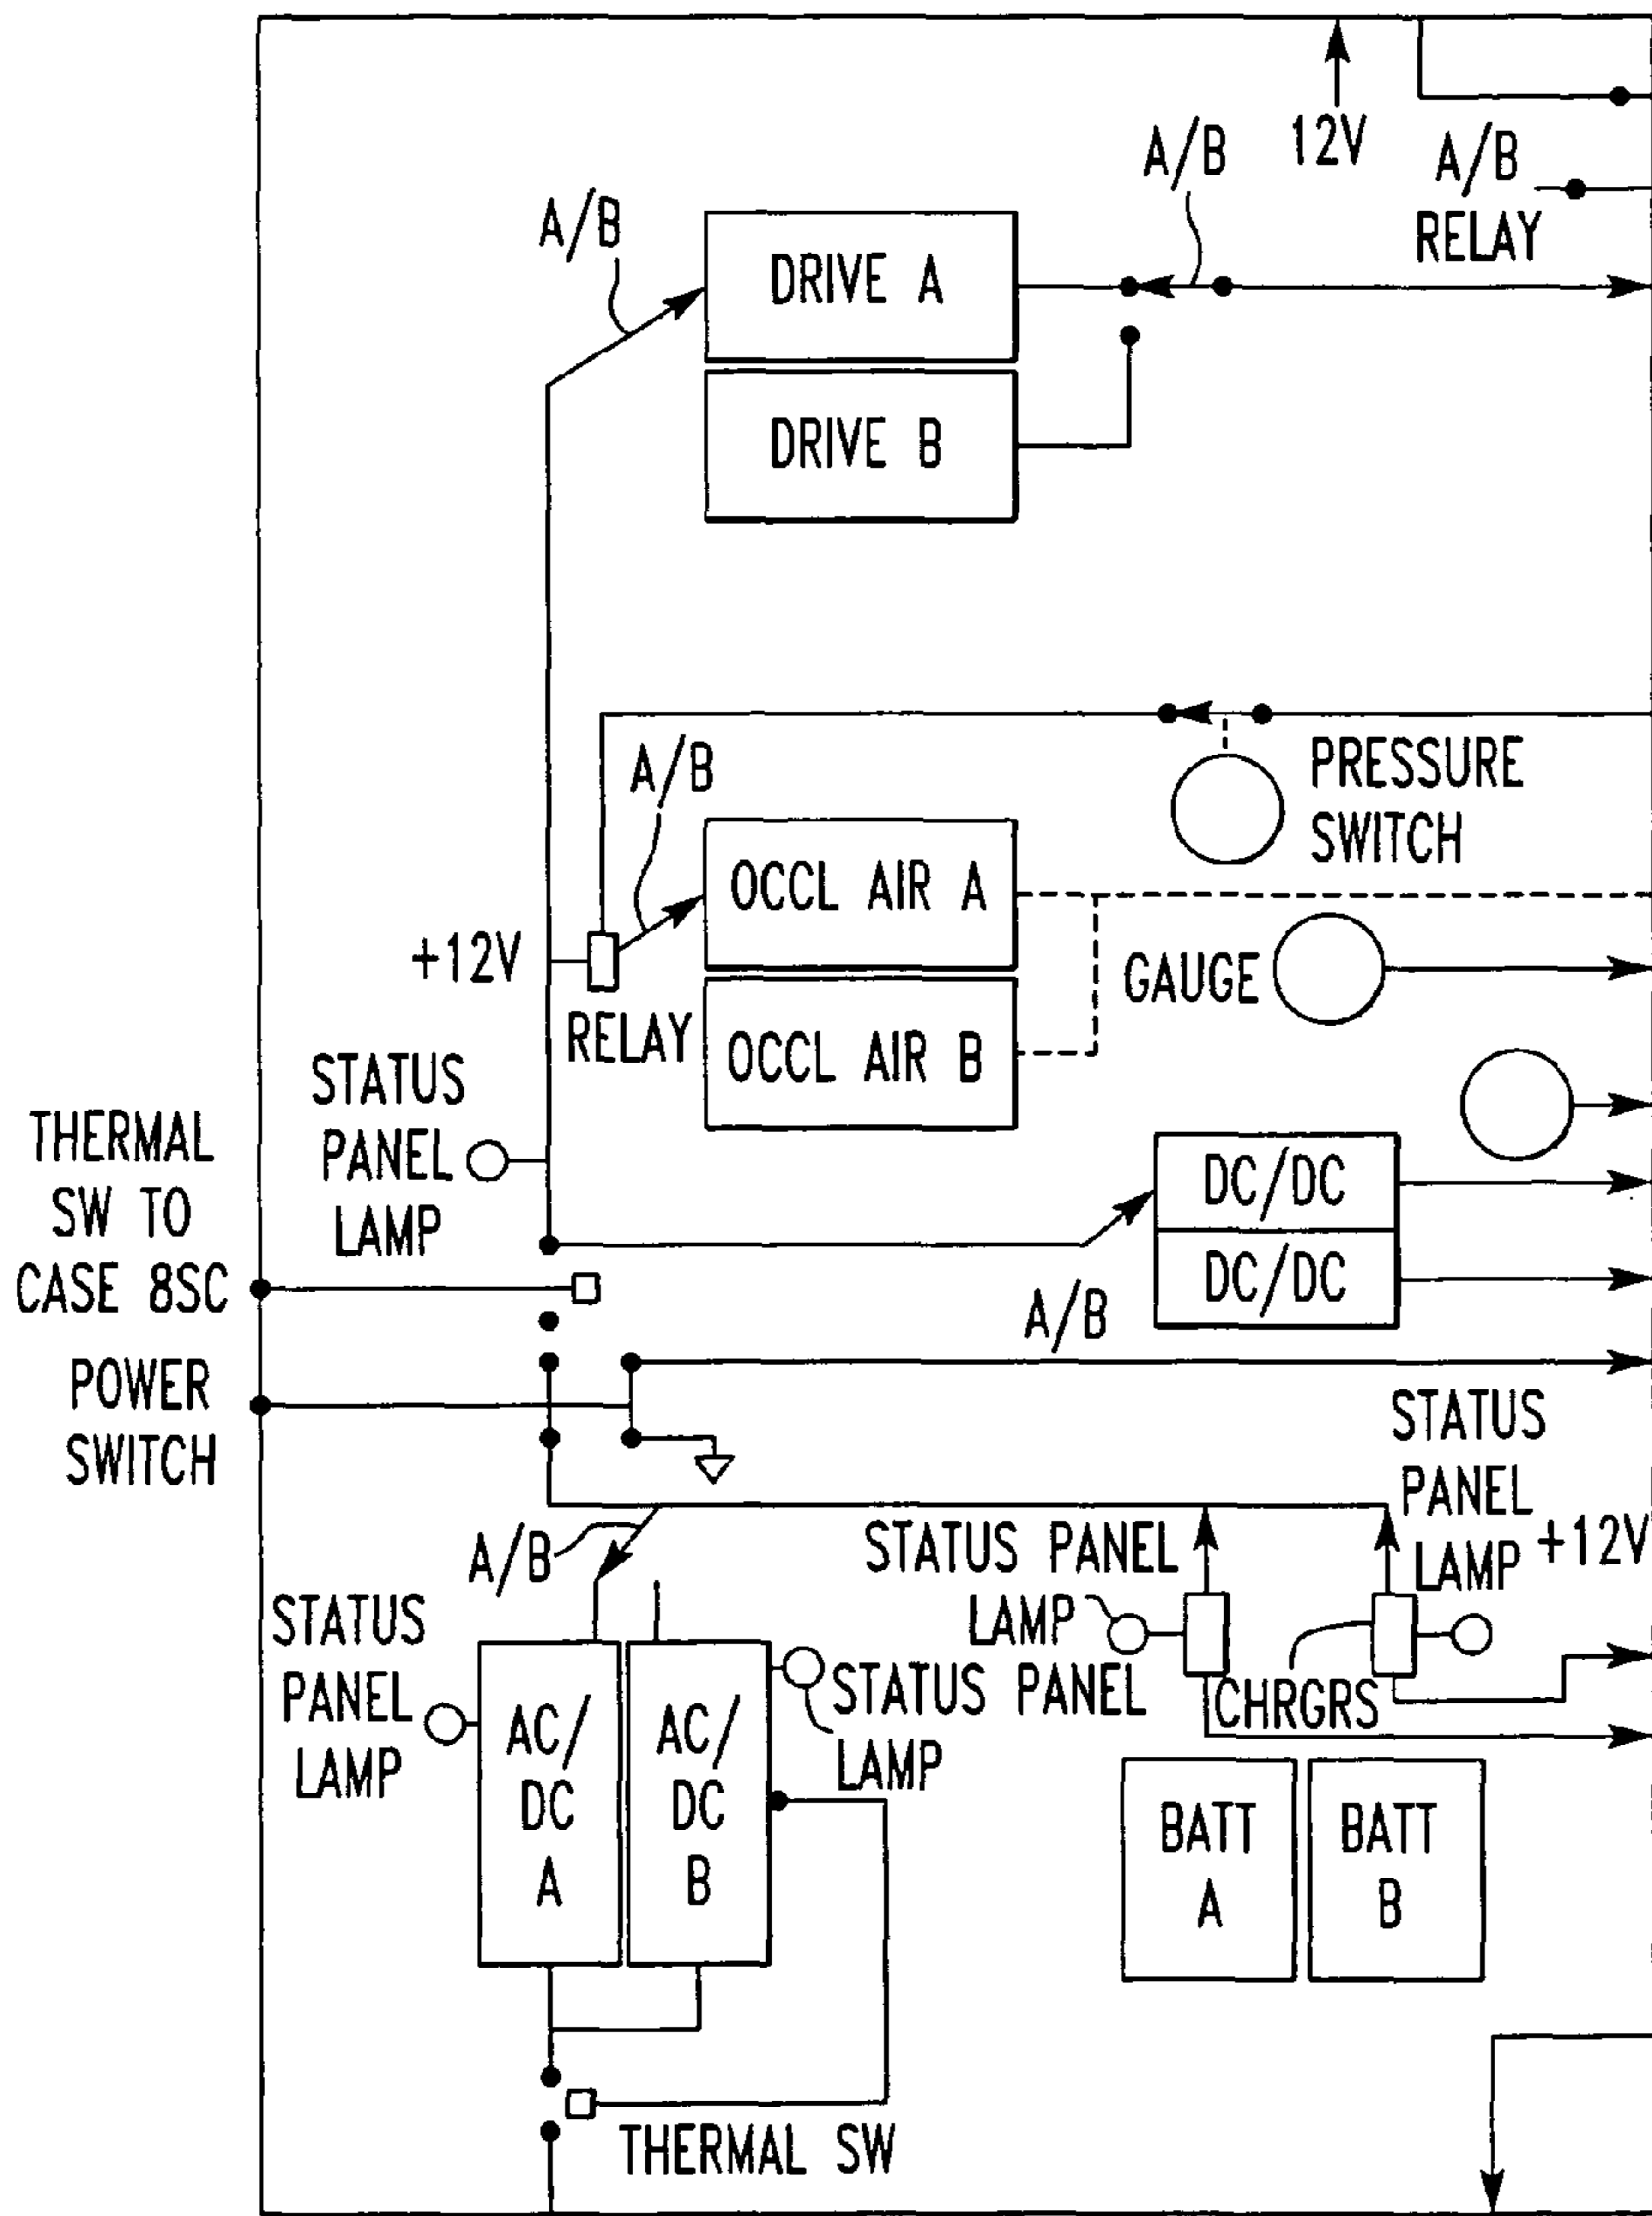 12V
A/B
RELAY
A/B
A/B
DRIVE A
DRIVE B
PRESSURE
SWITCH
A/B
OCCL AIR A
OCCL AIR B
+12V
RELAY
GAUGE
STATUS
PANEL
LAMP
THERMAL
SW TO
CASE 8SC
DC/DC
DC/DC
A/B
POWER
SWITCH
STATUS
PANEL
LAMP
+12V
A/B
STATUS PANEL
LAMP
CHRGRS
STATUS
PANEL
LAMP
STATUS PANEL
LAMP
AC/
DC
A
AC/
DC
B
BATT
A
BATT
B
THERMAL SW